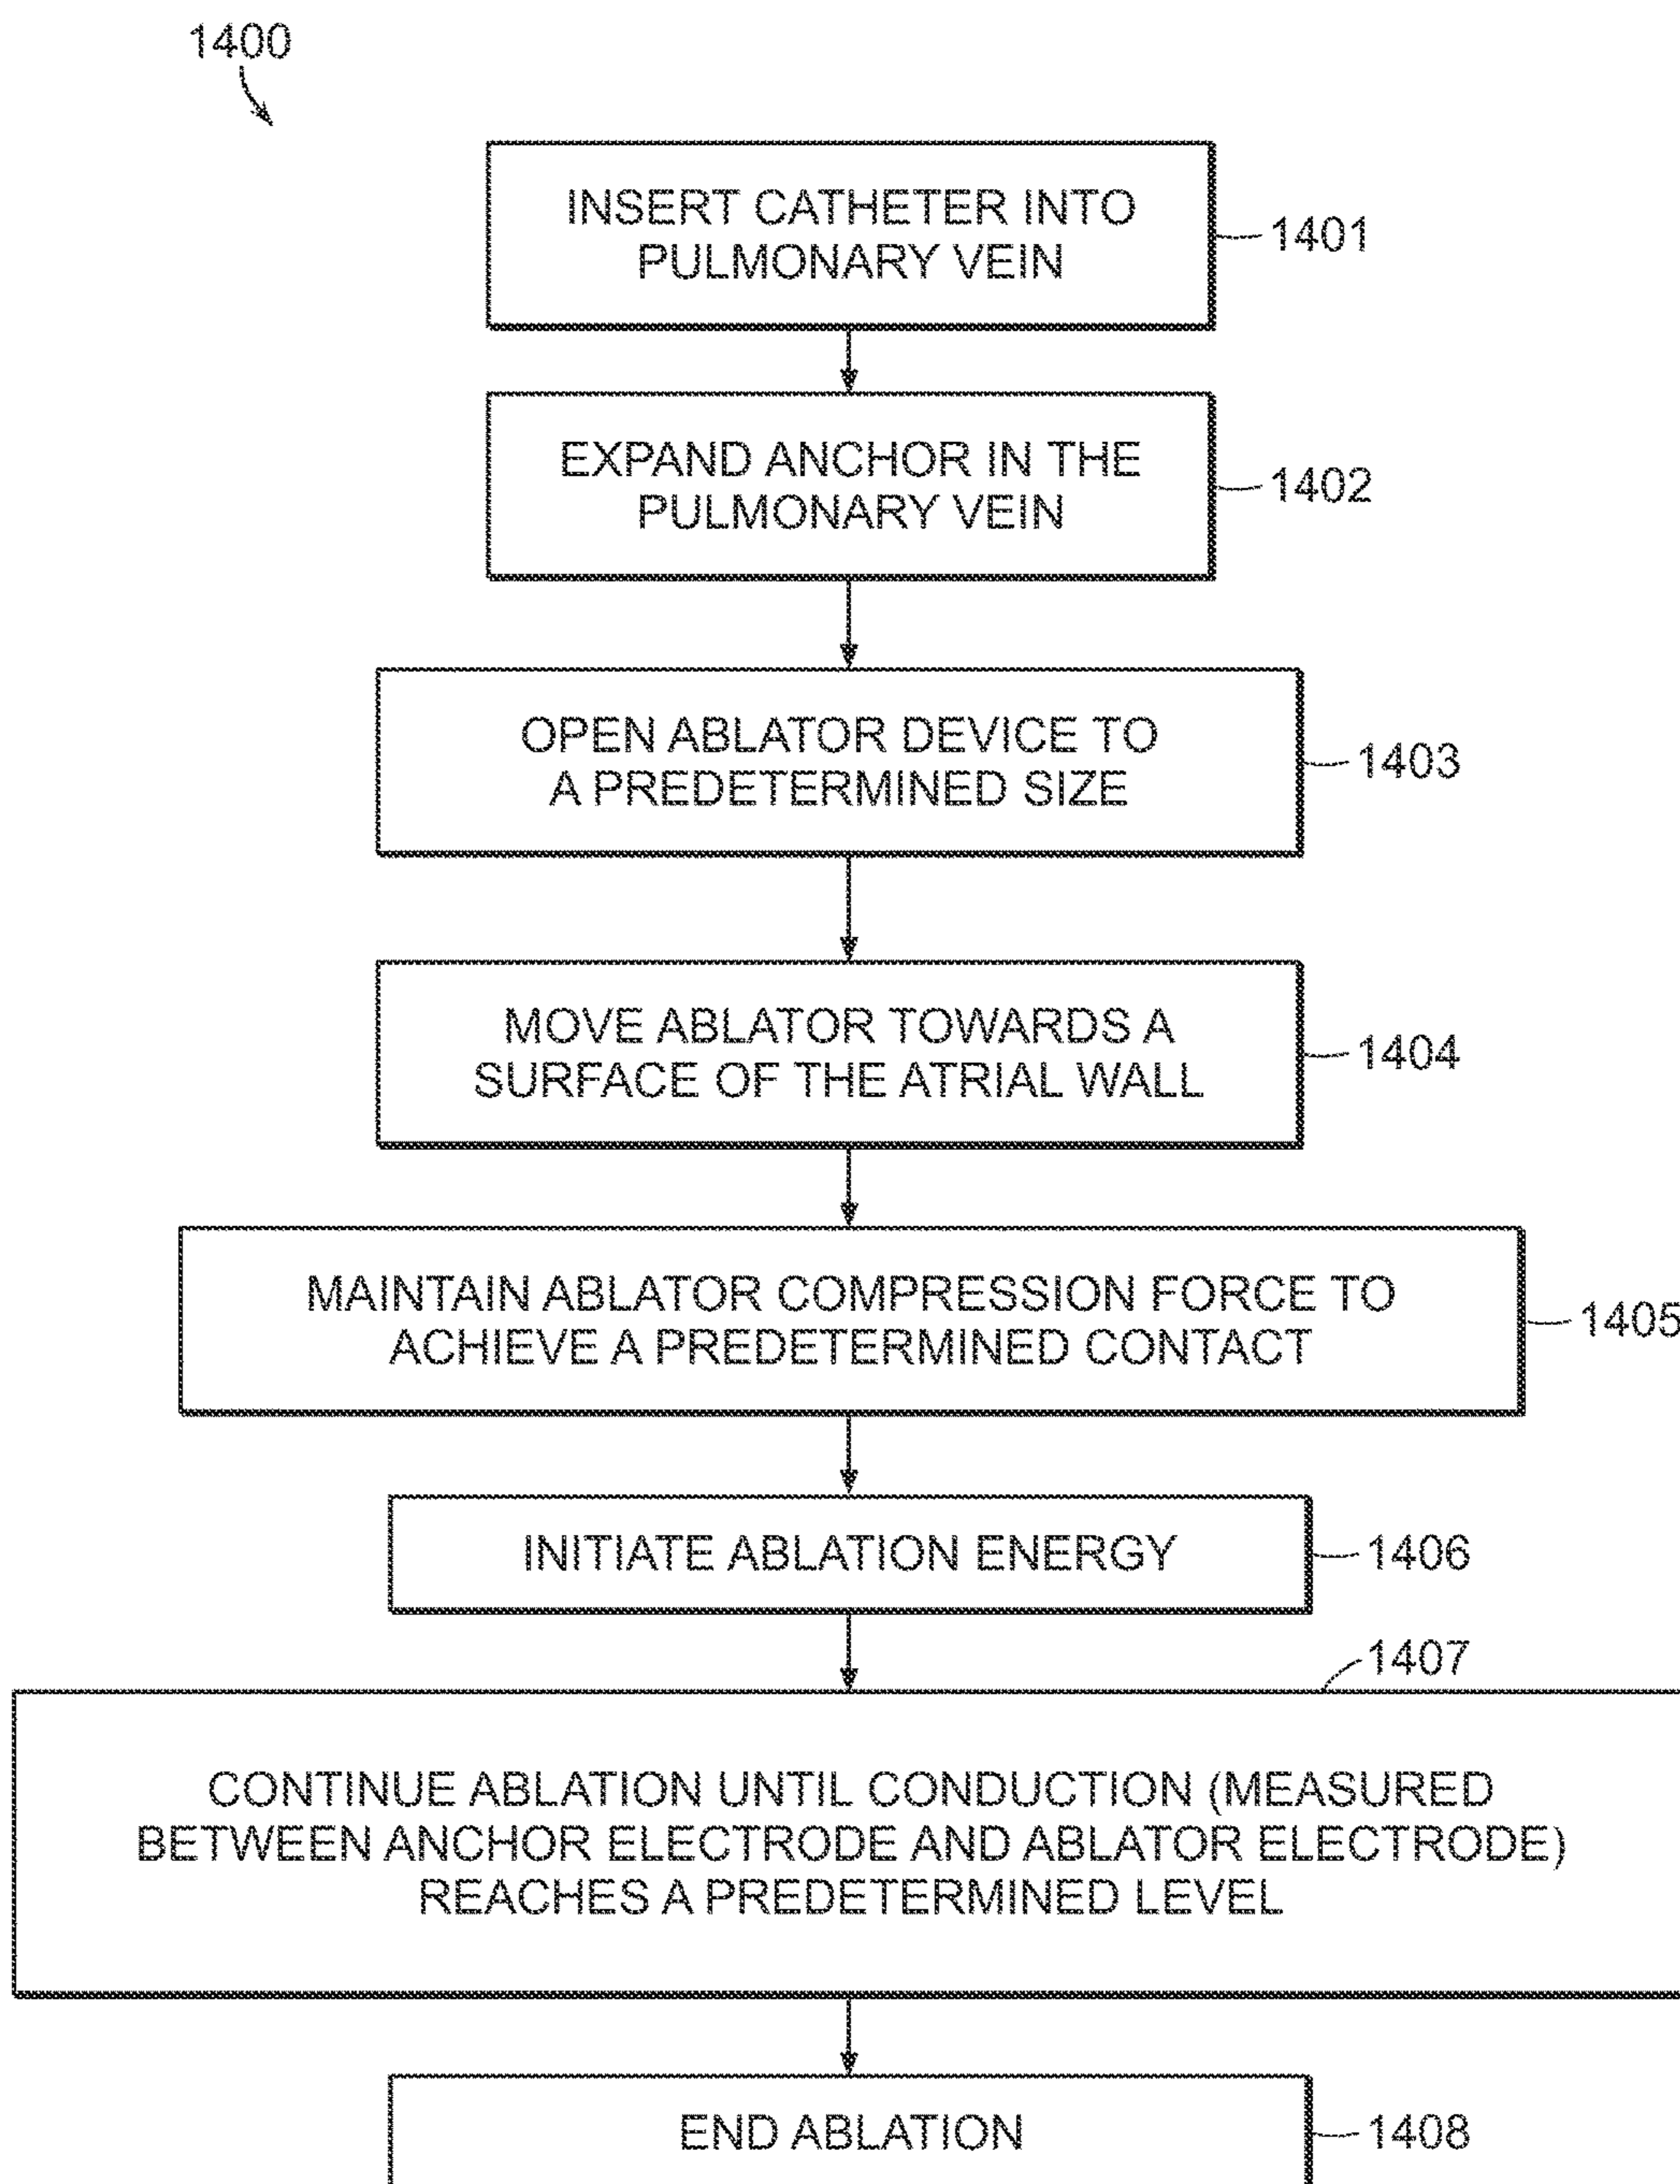 1400
INSERT CATHETER INTO
PULMONARY VEIN
1401
EXPAND ANCHOR IN THE
PULMONARY VEIN
1402
OPEN ABLATOR DEVICE TO
A PREDETERMINED SIZE
1403
MOVE ABLATOR TOWARDS A
SURFACE OF THE ATRIAL WALL
1404
MAINTAIN ABLATOR COMPRESSION FORCE TO
ACHIEVE A PREDETERMINED CONTACT
1405
INITIATE ABLATION ENERGY
1406
1407
CONTINUE ABLATION UNTIL CONDUCTION (MEASURED
BETWEEN ANCHOR ELECTRODE AND ABLATOR ELECTRODE)
REACHES A PREDETERMINED LEVEL
END ABLATION
1408